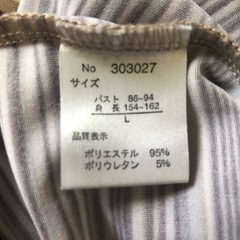 No 303027
サイズ
バスト 86-94
身長 154~162
L
品質表示
ポリエステル 95%
ポリウレタン 5%